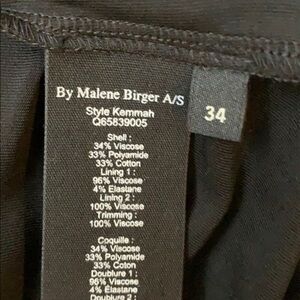 By Malene Birger A/S
34
Style Kemmah
Q65839005
Shell :
34% Viscose
33% Polyamide
33% Cotton
Lining 1 :
96% Viscose
4% Elastane
Lining 2 :
100% Viscose
Trimming :
100% Viscose
Coquille :
34% Viscose
33% Polyamide
33% Coton
Doublure 1 :
96% Viscose
4% Elastane
Doublure 2 :